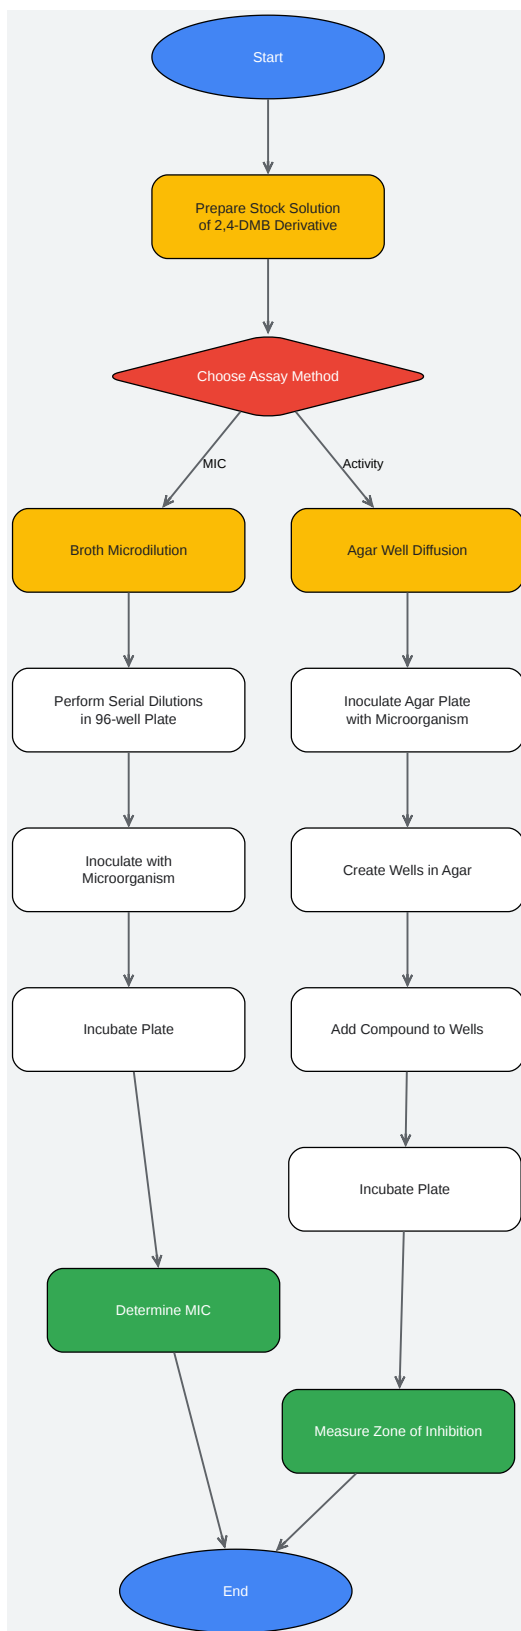 Start
Prepare Stock Solution
of 2,4-DMB Derivative
Choose Assay Method
MIC
Activity
Broth Microdilution
Agar Well Diffusion
Perform Serial Dilutions
in 96-well Plate
Inoculate Agar Plate
with Microorganism
Inoculate with
Microorganism
Create Wells in Agar
Incubate Plate
Add Compound to Wells
Incubate Plate
Determine MIC
Measure Zone of Inhibition
End